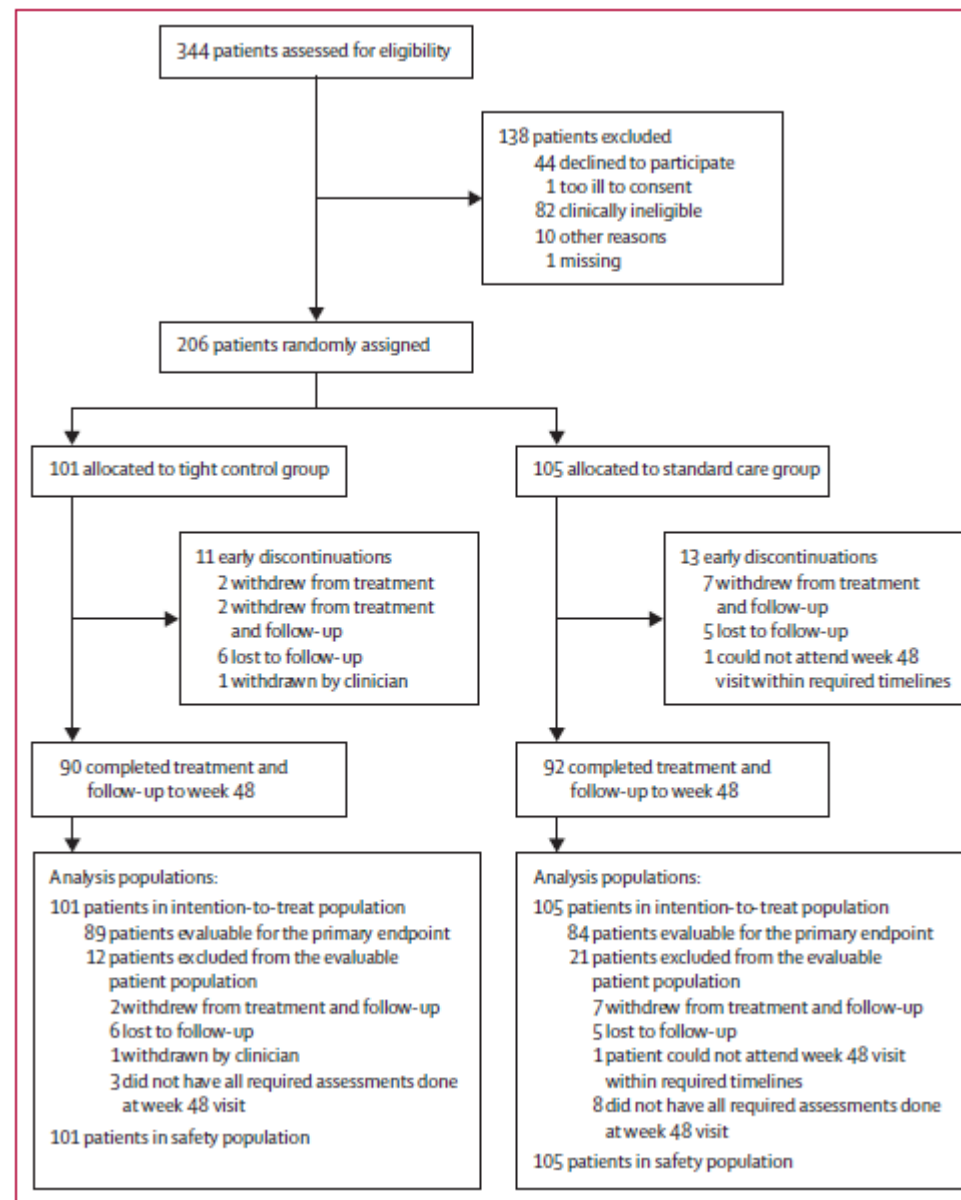 344 patients assessed for eligibility
138 patients excluded
44 declined to participate
1 too ill to consent
82 clinically ineligible
10 other reasons
1 missing
206 patients randomly assigned
101 allocated to tight control group
105 allocated to standard care group
11 early discontinuations
2 withdrew from treatment
2 withdrew from treatment
and follow-up
6 lost to follow-up
1 withdrawn by clinician
13 early discontinuations
7 withdrew from treatment
and follow-up
5 lost to follow-up
1 could not attend week 48
visit within required timelines
90 completed treatment and
follow-up to week 48
92 completed treatment and
follow-up to week 48
Analysis populations:
101 patients in intention-to-treat population
89 patients evaluable for the primary endpoint
12 patients excluded from the evaluable
patient population
2 withdrew from treatment and follow-up
6 lost to follow-up
1 withdrawn by clinician
3 did not have all required assessments done
at week 48 visit
101 patients in safety population
Analysis populations:
105 patients in intention-to-treat population
84 patients evaluable for the primary endpoint
21 patients excluded from the evaluable
patient population
7 withdrew from treatment and follow-up
5 lost to follow-up
1 patient could not attend week 48 visit
within required timelines
8 did not have all required assessments done
at week 48 visit
105 patients in safety population